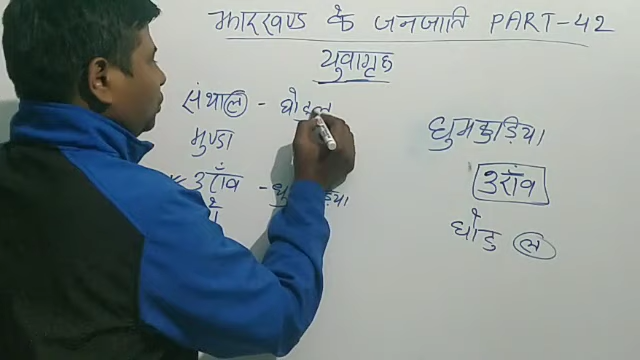 झारखण्ड के जनजाति PART-42
युवागृह
संथाल - घोटुल
मुण्डा
उराँव -
धुमकुड़िया
उराँव
घोटु ल